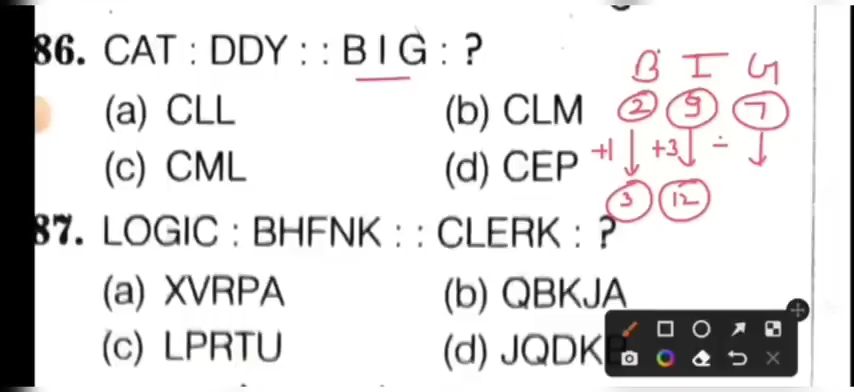 86. CAT : DDY : : B I G : ?
(a) CLL (b) CLM
(c) CML (d) CEP
87. LOGIC : BHFNK : : CLERK : ?
(a) XVRPA (b) QBKJA
(c) LPRTU (d) JQDK
B I G
2 9 7
+1 +3
3 12